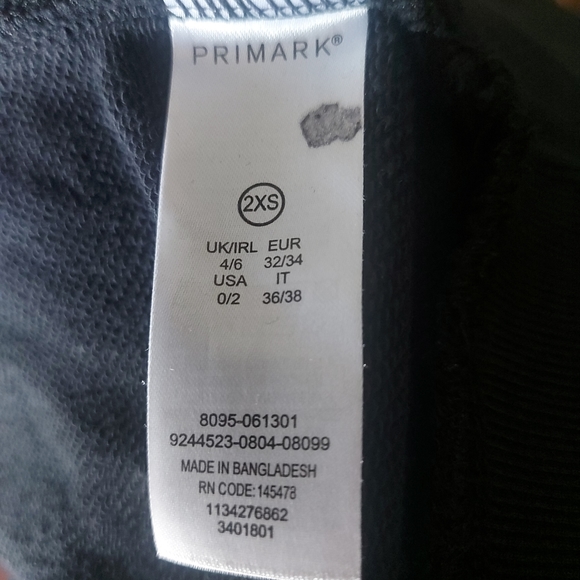 PRIMARK®
2XS
UK/IRL EUR
4/6 32/34
USA IT
0/2 36/38
8095-061301
9244523-0804-08099
MADE IN BANGLADESH
RN CODE: 145478
1134276862
3401801